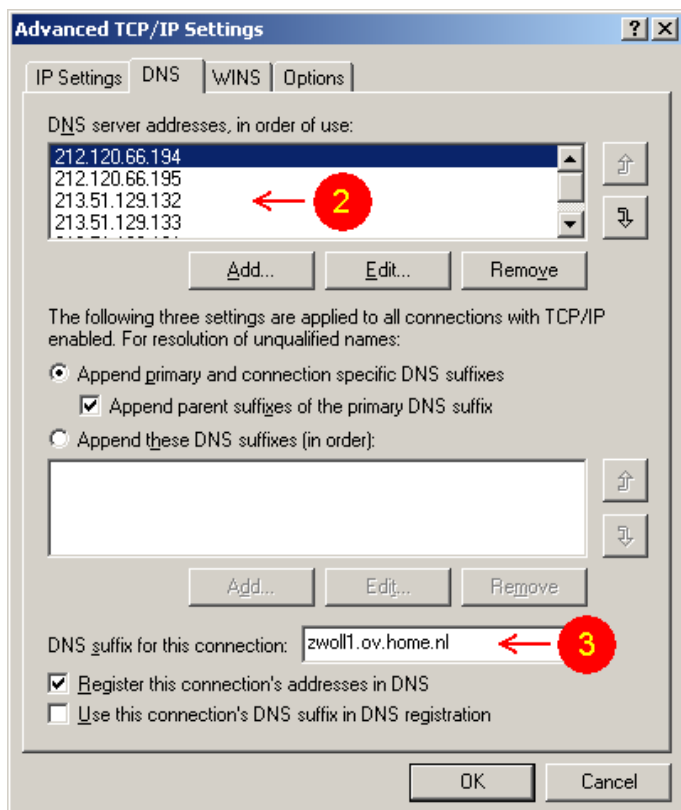 Advanced TCP/IP Settings
IP Settings DNS WINS Options
DNS server addresses, in order of use:
212.120.66.194
212.120.66.195
213.51.129.132
213.51.129.133
2
Add... Edit... Remove
The following three settings are applied to all connections with TCP/IP
enabled. For resolution of unqualified names:
Append primary and connection specific DNS suffixes
Append parent suffixes of the primary DNS suffix
Append these DNS suffixes (in order):
Add... Edit... Remove
DNS suffix for this connection: zwoll1.ov.home.nl 3
Register this connection's addresses in DNS
Use this connection's DNS suffix in DNS registration
OK Cancel